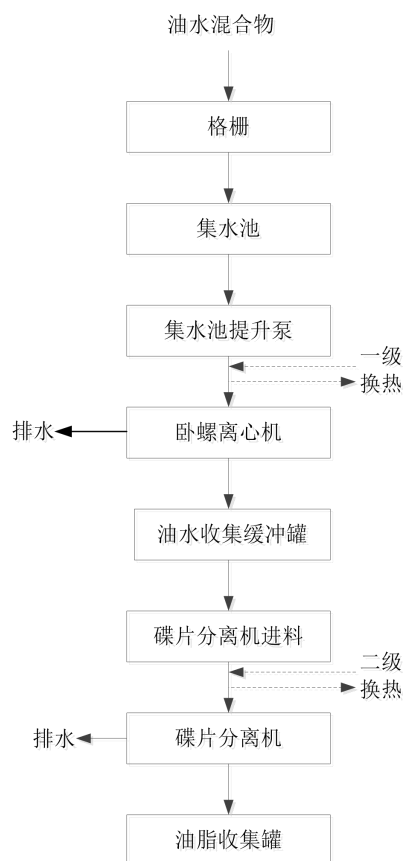 油水混合物
格栅
集水池
集水池提升泵
一级
换热
排水
卧螺离心机
油水收集缓冲罐
碟片分离机进料
二级
换热
排水
碟片分离机
油脂收集罐